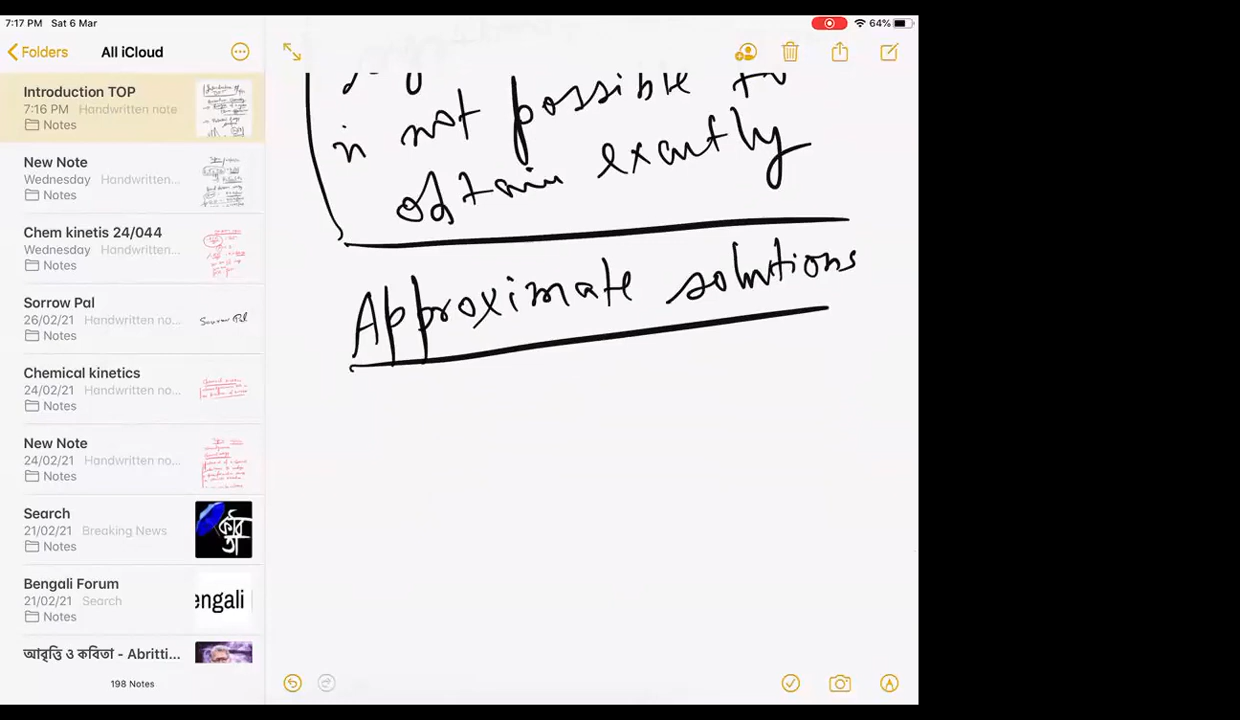 7:17 PM Sat 6 Mar
64%
Folders
All iCloud
Introduction TOP
7:16 PM Handwritten note
Notes
New Note
Wednesday Handwritten...
Notes
Chem kinetis 24/044
Wednesday Handwritten...
Notes
Sorrow Pal
26/02/21 Handwritten no...
Notes
Chemical kinetics
24/02/21 Handwritten no...
Notes
New Note
24/02/21 Handwritten no...
Notes
Search
21/02/21 Breaking News
Notes
কবি
তা
Bengali Forum
21/02/21 Search
Notes
engali
আবৃত্তি ও কবিতা - Abritti...
198 Notes
is not possible to
obtain exactly
Approximate solutions